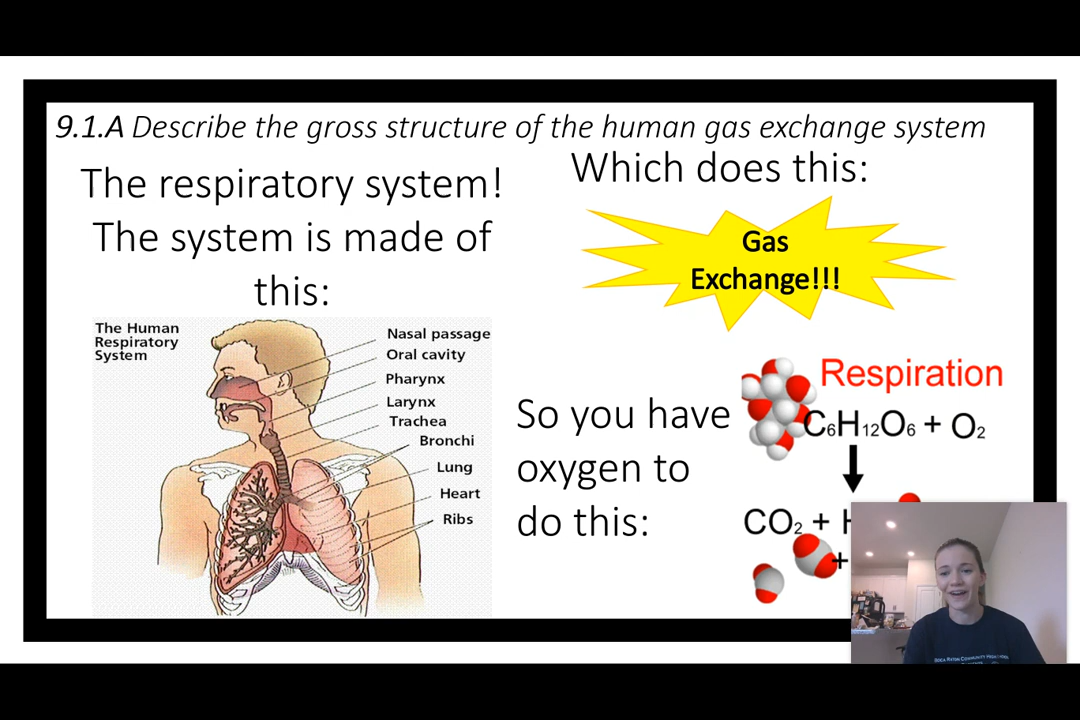 9.1.A Describe the gross structure of the human gas exchange system
The respiratory system!
The system is made of
this:
The Human
Respiratory
System
Nasal passage
Oral cavity
Pharynx
Larynx
Trachea
Bronchi
Lung
Heart
Ribs
Which does this:
Gas
Exchange!!!
So you have
oxygen to
do this:
Respiration
C₆H₁₂O₆ + O₂
CO₂ + H
+